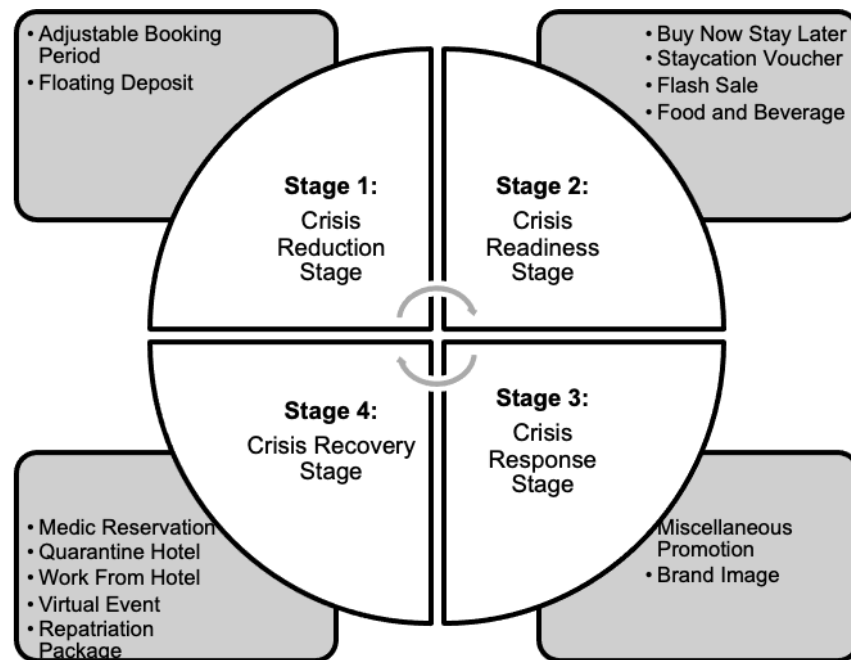 • Adjustable Booking
Period
• Floating Deposit
• Buy Now Stay Later
• Staycation Voucher
• Flash Sale
• Food and Beverage
Stage 1:
Crisis
Reduction
Stage
Stage 2:
Crisis
Readiness
Stage
Stage 4:
Crisis Recovery
Stage
Stage 3:
Crisis
Response
Stage
• Medic Reservation
• Quarantine Hotel
• Work From Hotel
• Virtual Event
• Repatriation
Package
Miscellaneous
Promotion
• Brand Image